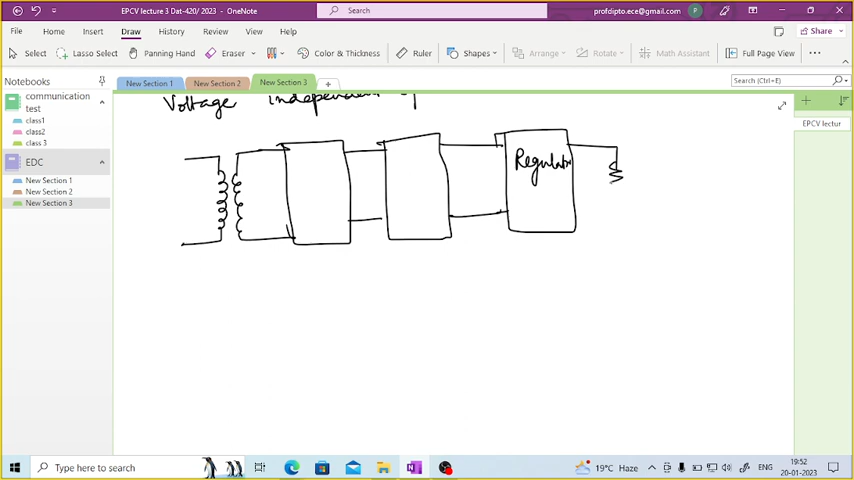 EPCV lecture 3 Dat-420/ 2023 - OneNote
Search
profdipto.ece@gmail.com
P
File Home Insert Draw History Review View Help
Share
Select Lasso Select Panning Hand Eraser Color & Thickness Ruler Shapes Arrange Rotate Math Assistant Full Page View
Notebooks
New Section 1 New Section 2 New Section 3 +
Search (Ctrl+E)
communication
test
class1
class2
class 3
EDC
New Section 1
New Section 2
New Section 3
EPCV lectur
Voltage independent of
Regulator
Type here to search
19°C Haze
ENG
19:52
20-01-2023